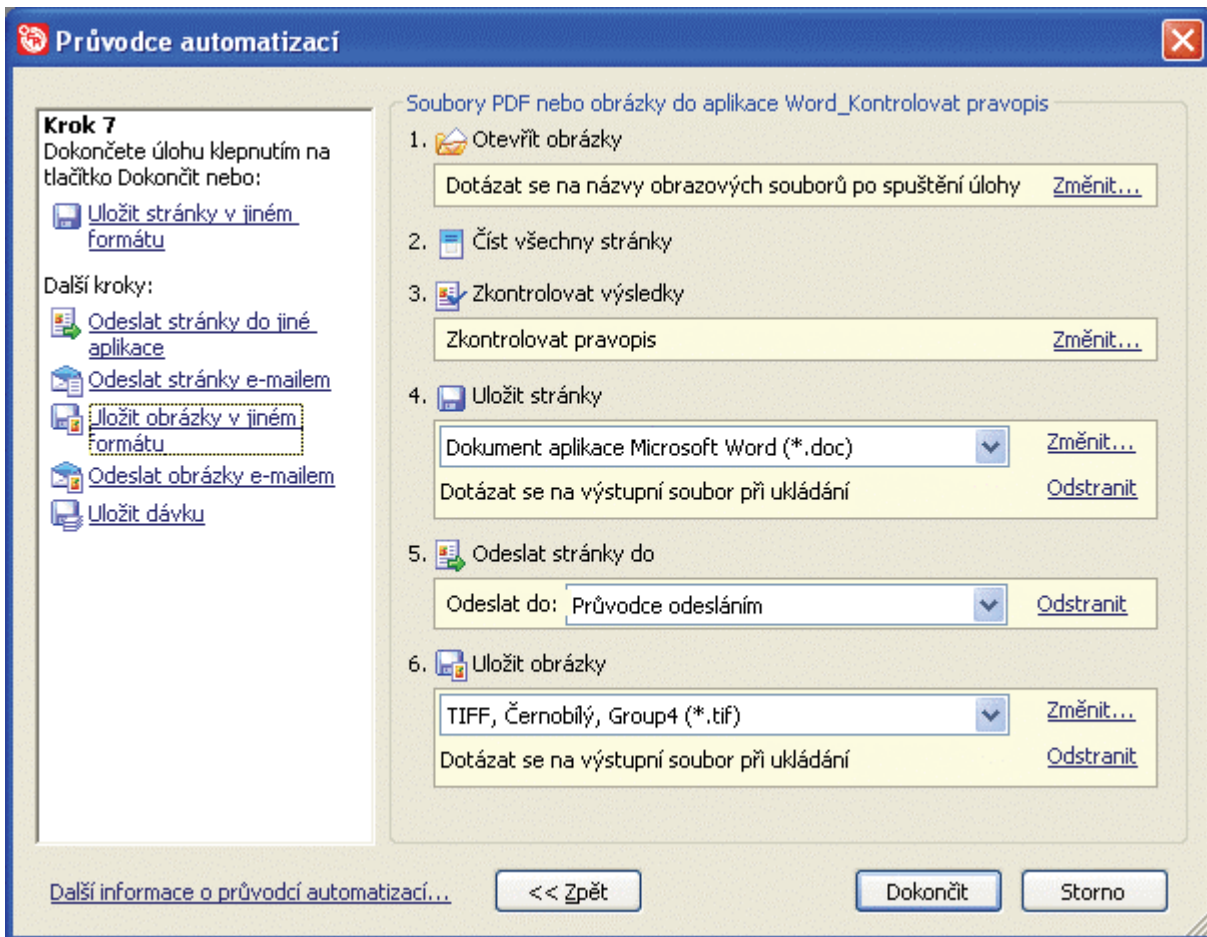 Průvodce automatizací
Krok 7
Dokončete úlohu klepnutím na
tlačítko Dokončit nebo:
Uložit stránky v jiném
formátu
Další kroky:
Odeslat stránky do jiné
aplikace
Odeslat stránky e-mailem
Uložit obrázky v jiném
formátu
Odeslat obrázky e-mailem
Uložit dávku
Soubory PDF nebo obrázky do aplikace Word_Kontrolovat pravopis
1. Otevřít obrázky
Dotázat se na názvy obrazových souborů po spuštění úlohy Změnit...
2. Číst všechny stránky
3. Zkontrolovat výsledky
Zkontrolovat pravopis Změnit...
4. Uložit stránky
Dokument aplikace Microsoft Word (*.doc) Změnit...
Dotázat se na výstupní soubor při ukládání Odstranit
5. Odeslat stránky do
Odeslat do: Průvodce odesláním Odstranit
6. Uložit obrázky
TIFF, Černobílý, Group4 (*.tif) Změnit...
Dotázat se na výstupní soubor při ukládání Odstranit
Další informace o průvodcí automatizací... << Zpět Dokončit Storno